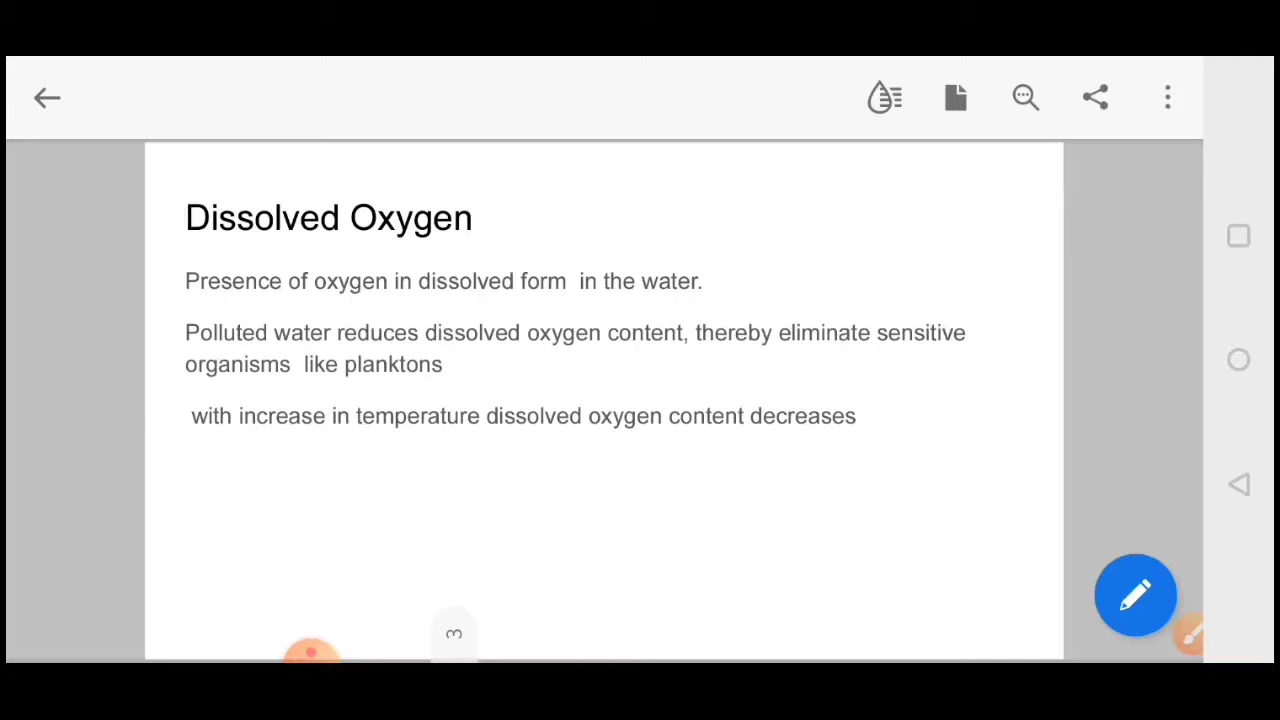 Dissolved Oxygen
Presence of oxygen in dissolved form  in the water.
Polluted water reduces dissolved oxygen content, thereby eliminate sensitive
organisms  like planktons
with increase in temperature dissolved oxygen content decreases
3